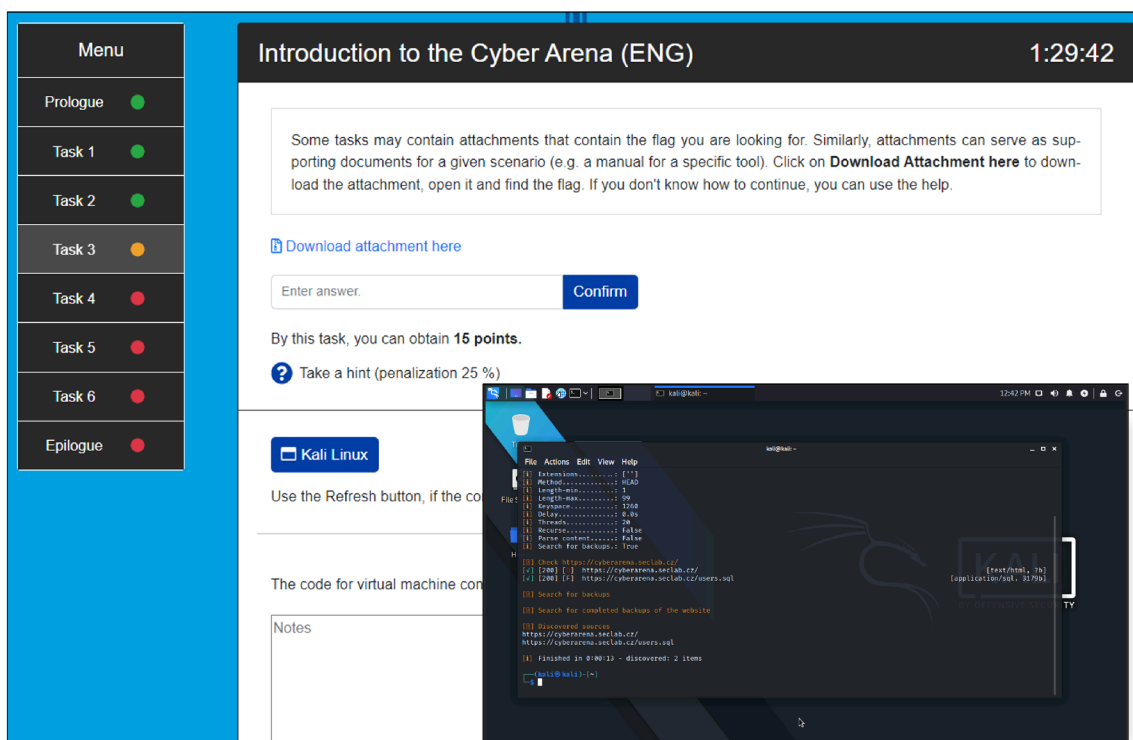 Menu
Prologue
Task 1
Task 2
Task 3
Task 4
Task 5
Task 6
Epilogue
Introduction to the Cyber Arena (ENG)
1:29:42
Some tasks may contain attachments that contain the flag you are looking for. Similarly, attachments can serve as sup-
porting documents for a given scenario (e.g. a manual for a specific tool). Click on Download Attachment here to down-
load the attachment, open it and find the flag. If you don't know how to continue, you can use the help.
Download attachment here
Enter answer.
Confirm
By this task, you can obtain 15 points.
? Take a hint (penalization 25 %)
Kali Linux
Use the Refresh button, if the
The code for virtual machine
Notes
kali@kali: ~
12:42 PM
kali@kali: ~
File Actions Edit View Help
[i] Extensions.........: ['']
[i] Method.............: HEAD
[i] Length-min.........: 1
[i] Length-max.........: 99
[i] Keyspace...........: 1260
[i] Delay..............: 0.0s
[i] Threads............: 20
[i] Recurse............: False
[i] Parse content......: False
[i] Search for backups.: True
Check https://cyberarena.seclab.cz/
[√] [200] https://cyberarena.seclab.cz/ [text/html, 7b]
[√] [200] [F] https://cyberarena.seclab.cz/users.sql [application/sql, 3179b]
Search for backups
Search for completed backups of the website
Discovered sources
https://cyberarena.seclab.cz/
https://cyberarena.seclab.cz/users.sql
[i] Finished in 0:00:13 - discovered: 2 items
(kali㉿kali)-[~]
$
KALI
BY OFFENSIVE SECURITY